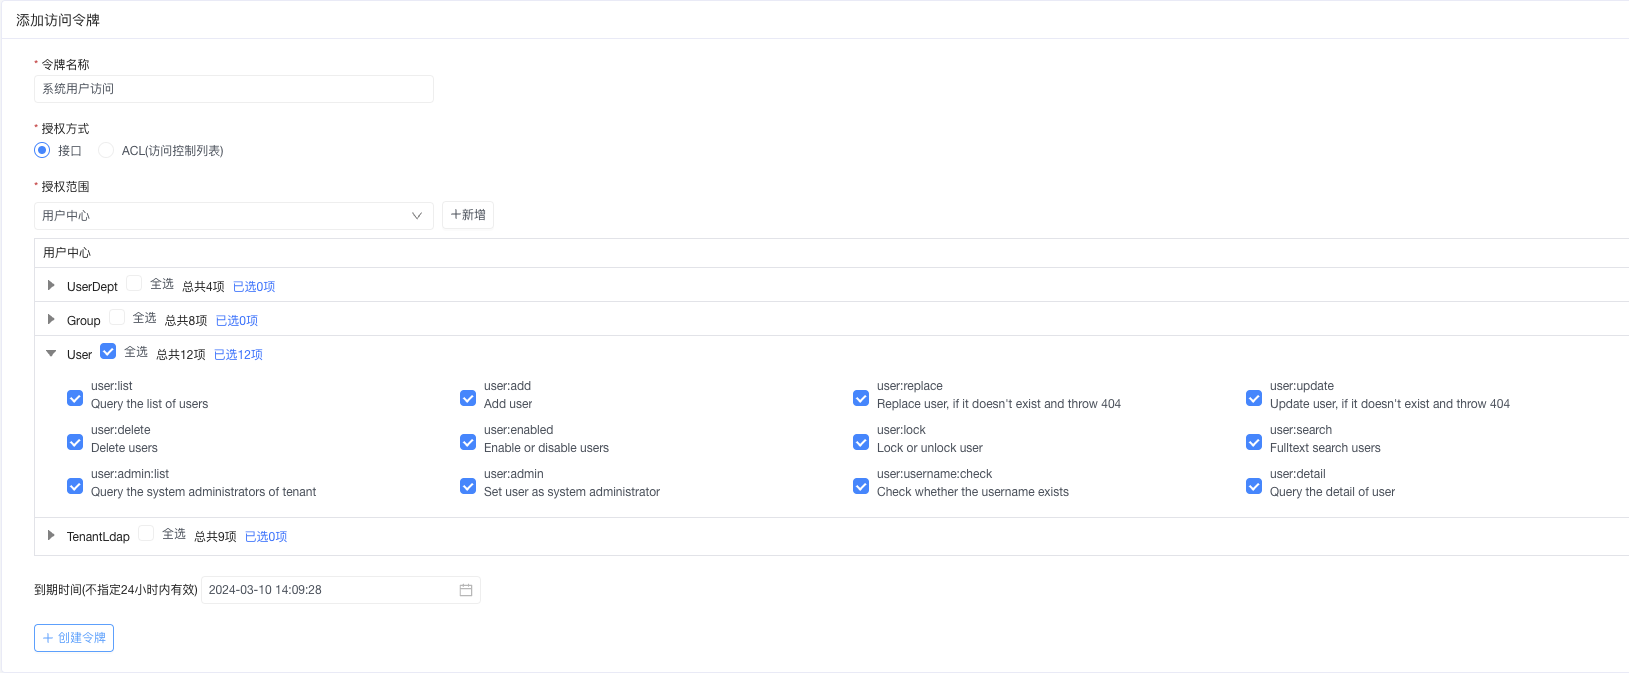 添加访问令牌
* 令牌名称
系统用户访问
* 授权方式
接口 ACL(访问控制列表)
* 授权范围
用户中心 +新增
用户中心
UserDept 全选 总共4项 已选0项
Group 全选 总共8项 已选0项
User 全选 总共12项 已选12项
user:list
Query the list of users
user:add
Add user
user:replace
Replace user, if it doesn't exist and throw 404
user:update
Update user, if it doesn't exist and throw 404
user:delete
Delete users
user:enabled
Enable or disable users
user:lock
Lock or unlock user
user:search
Fulltext search users
user:admin:list
Query the system administrators of tenant
user:admin
Set user as system administrator
user:username:check
Check whether the username exists
user:detail
Query the detail of user
TenantLdap 全选 总共9项 已选0项
到期时间(不指定24小时内有效) 2024-03-10 14:09:28
+ 创建令牌